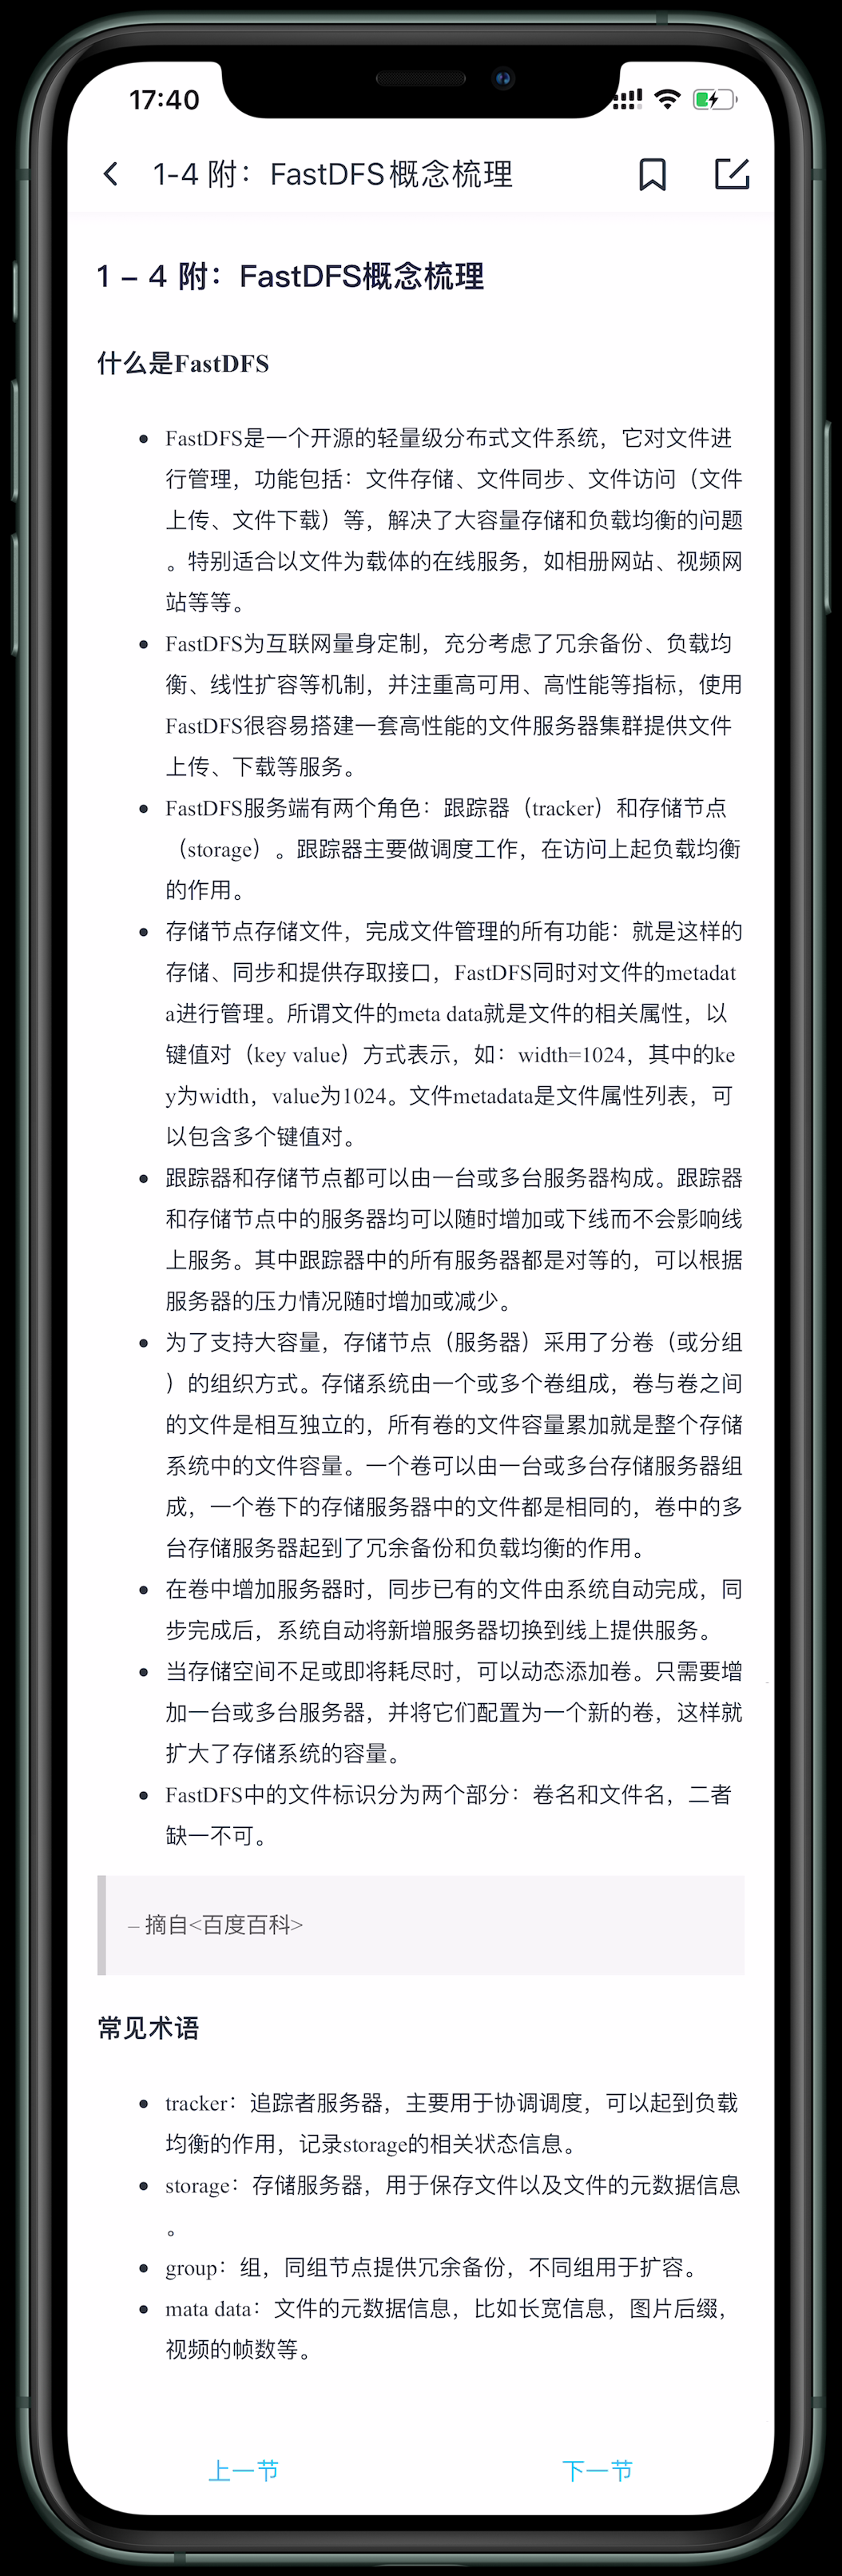 17:40
1-4 附：FastDFS概念梳理
1 – 4 附：FastDFS概念梳理
什么是FastDFS
FastDFS是一个开源的轻量级分布式文件系统，它对文件进
行管理，功能包括：文件存储、文件同步、文件访问（文件
上传、文件下载）等，解决了大容量存储和负载均衡的问题
。特别适合以文件为载体的在线服务，如相册网站、视频网
站等等。
FastDFS为互联网量身定制，充分考虑了冗余备份、负载均
衡、线性扩容等机制，并注重高可用、高性能等指标，使用
FastDFS很容易搭建一套高性能的文件服务器集群提供文件
上传、下载等服务。
FastDFS服务端有两个角色：跟踪器（tracker）和存储节点
（storage）。跟踪器主要做调度工作，在访问上起负载均衡
的作用。
存储节点存储文件，完成文件管理的所有功能：就是这样的
存储、同步和提供存取接口，FastDFS同时对文件的metadat
a进行管理。所谓文件的meta data就是文件的相关属性，以
键值对（key value）方式表示，如：width=1024，其中的ke
y为width，value为1024。文件metadata是文件属性列表，可
以包含多个键值对。
跟踪器和存储节点都可以由一台或多台服务器构成。跟踪器
和存储节点中的服务器均可以随时增加或下线而不会影响线
上服务。其中跟踪器中的所有服务器都是对等的，可以根据
服务器的压力情况随时增加或减少。
为了支持大容量，存储节点（服务器）采用了分卷（或分组
）的组织方式。存储系统由一个或多个卷组成，卷与卷之间
的文件是相互独立的，所有卷的文件容量累加就是整个存储
系统中的文件容量。一个卷可以由一台或多台存储服务器组
成，一个卷下的存储服务器中的文件都是相同的，卷中的多
台存储服务器起到了冗余备份和负载均衡的作用。
在卷中增加服务器时，同步已有的文件由系统自动完成，同
步完成后，系统自动将新增服务器切换到线上提供服务。
当存储空间不足或即将耗尽时，可以动态添加卷。只需要增
加一台或多台服务器，并将它们配置为一个新的卷，这样就
扩大了存储系统的容量。
FastDFS中的文件标识分为两个部分：卷名和文件名，二者
缺一不可。
– 摘自<百度百科>
常见术语
tracker：追踪者服务器，主要用于协调调度，可以起到负载
均衡的作用，记录storage的相关状态信息。
storage：存储服务器，用于保存文件以及文件的元数据信息
。
group：组，同组节点提供冗余备份，不同组用于扩容。
mata data：文件的元数据信息，比如长宽信息，图片后缀，
视频的帧数等。
上一节
下一节